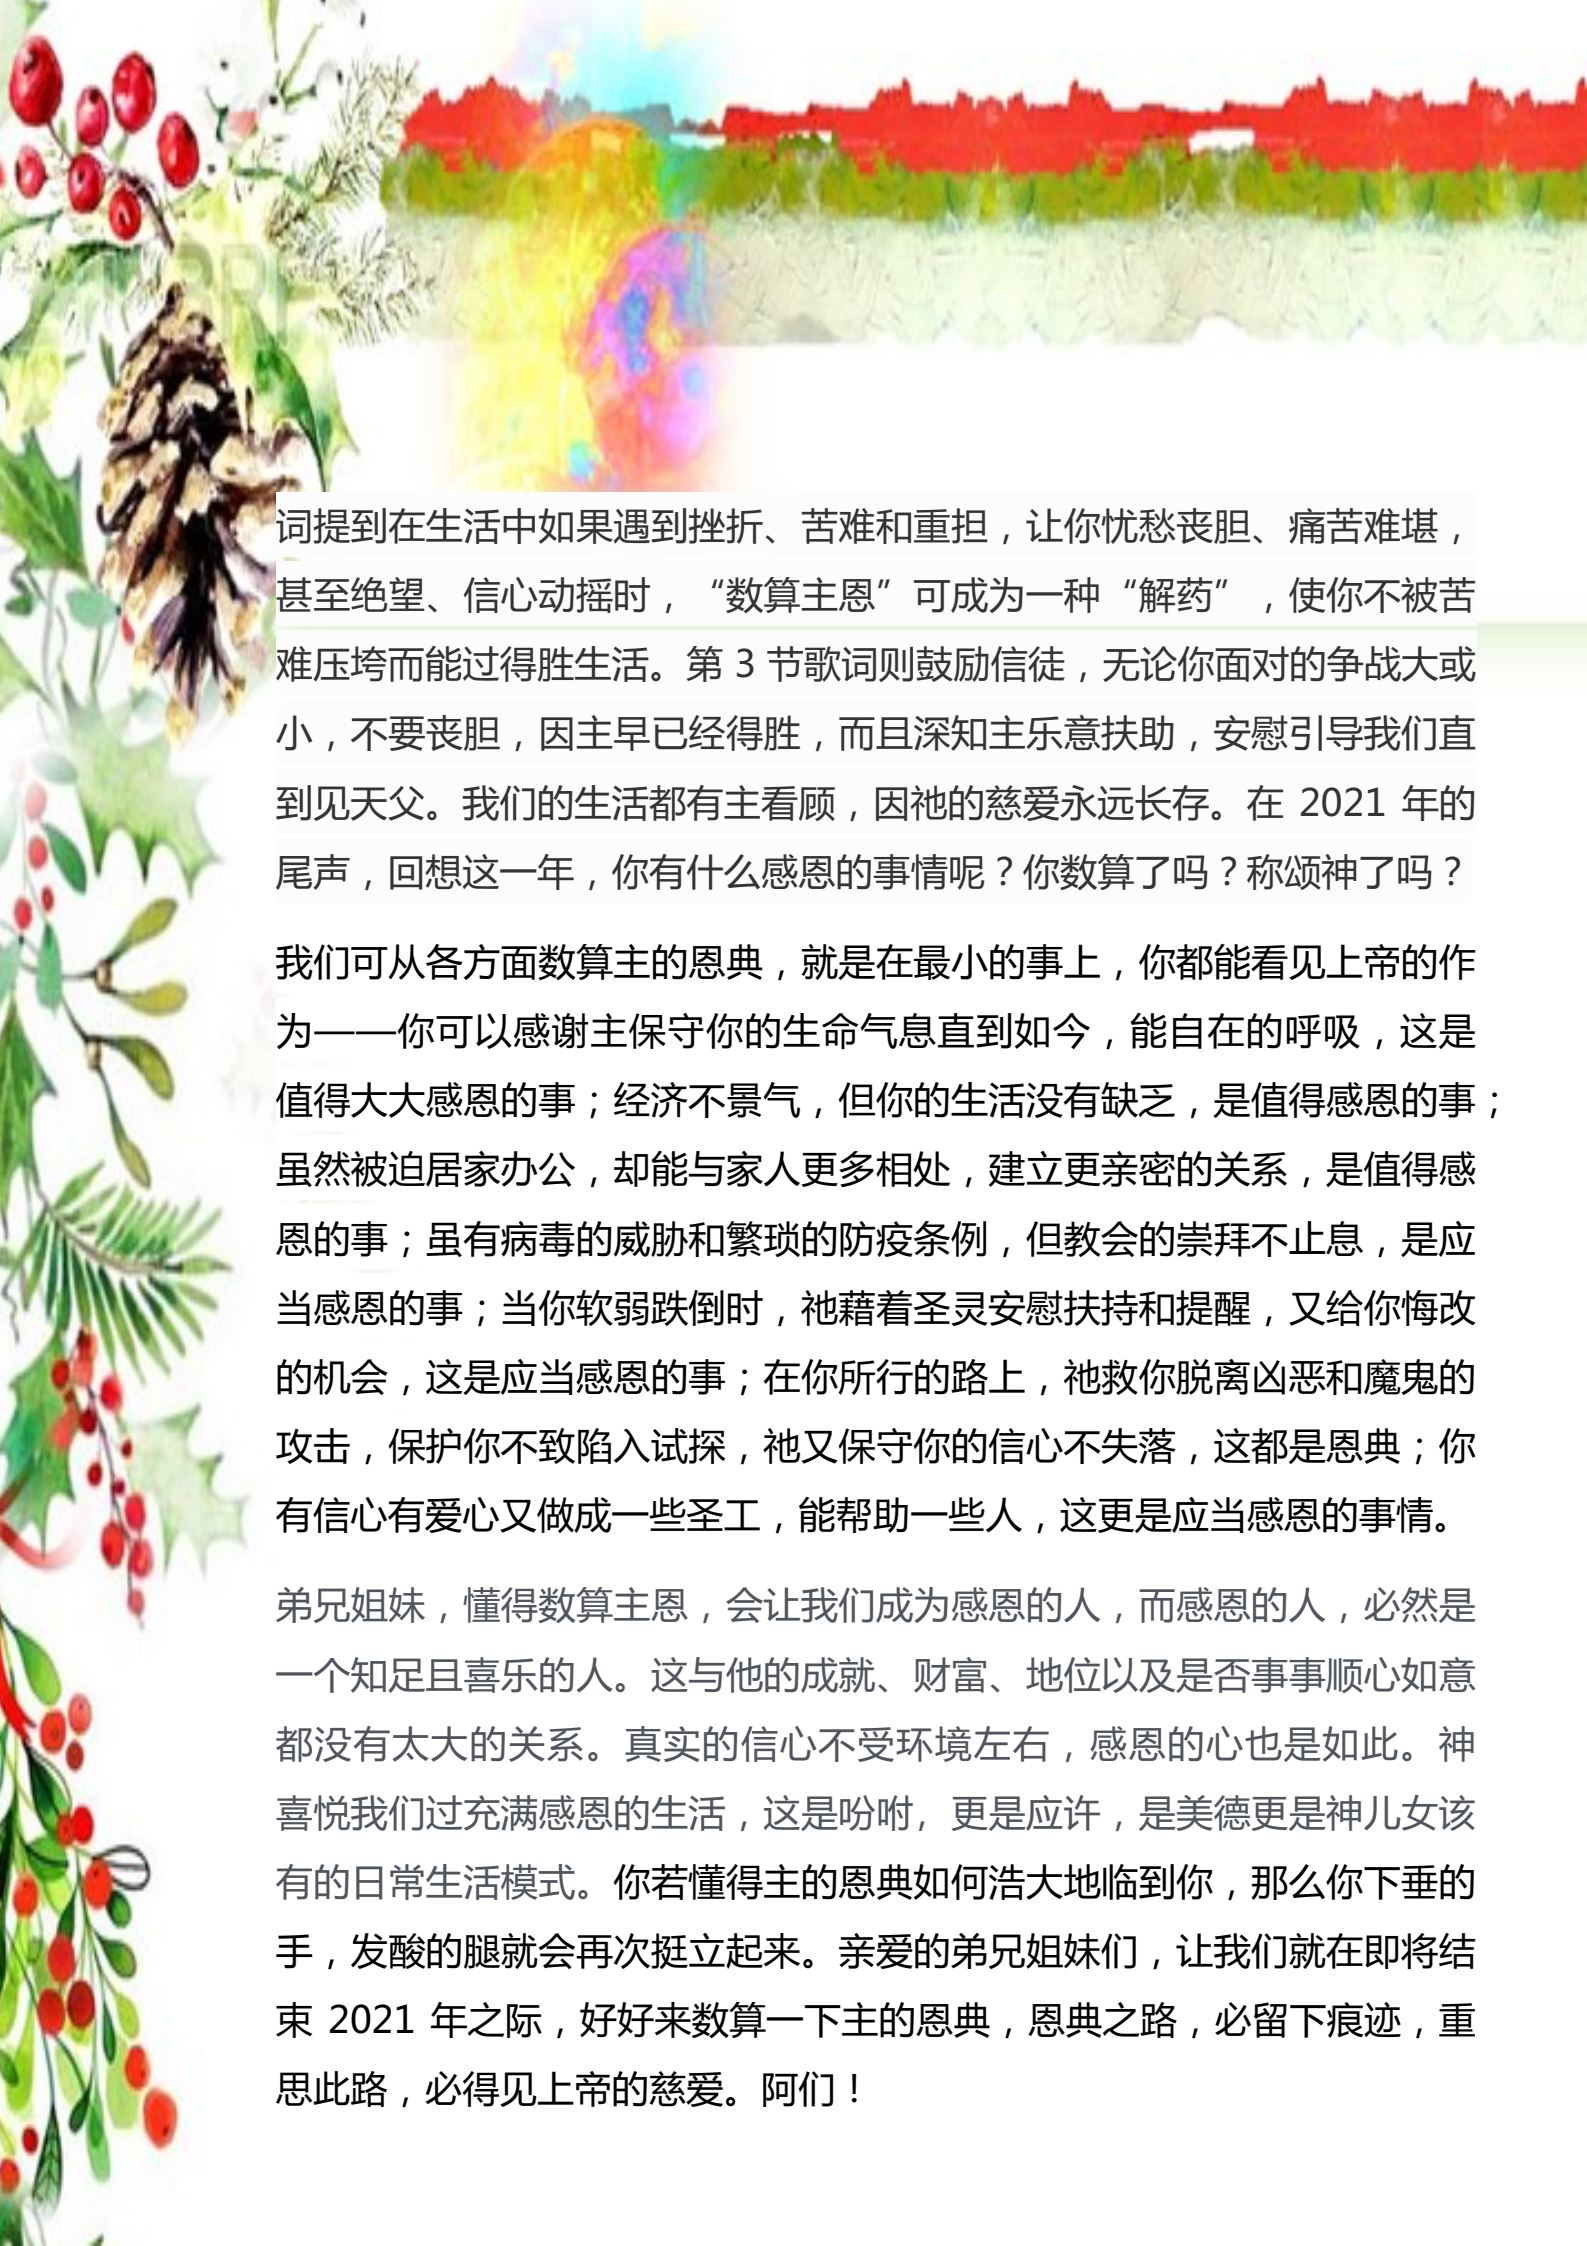 词提到在生活中如果遇到挫折、苦难和重担，让你忧愁丧胆、痛苦难堪，
甚至绝望、信心动摇时，“数算主恩”可成为一种“解药”，使你不被苦
难压垮而能过得胜生活。第 3 节歌词则鼓励信徒，无论你面对的争战大或
小，不要丧胆，因主早已经得胜，而且深知主乐意扶助，安慰引导我们直
到见天父。我们的生活都有主看顾，因祂的慈爱永远长存。在 2021 年的
尾声，回想这一年，你有什么感恩的事情呢？你数算了吗？称颂神了吗？
我们可从各方面数算主的恩典，就是在最小的事上，你都能看见上帝的作
为——你可以感谢主保守你的生命气息直到如今，能自在的呼吸，这是
值得大大感恩的事；经济不景气，但你的生活没有缺乏，是值得感恩的事；
虽然被迫居家办公，却能与家人更多相处，建立更亲密的关系，是值得感
恩的事；虽有病毒的威胁和繁琐的防疫条例，但教会的崇拜不止息，是应
当感恩的事；当你软弱跌倒时，祂藉着圣灵安慰扶持和提醒，又给你悔改
的机会，这是应当感恩的事；在你所行的路上，祂救你脱离凶恶和魔鬼的
攻击，保护你不致陷入试探，祂又保守你的信心不失落，这都是恩典；你
有信心有爱心又做成一些圣工，能帮助一些人，这更是应当感恩的事情。
弟兄姐妹，懂得数算主恩，会让我们成为感恩的人，而感恩的人，必然是
一个知足且喜乐的人。这与他的成就、财富、地位以及是否事事顺心如意
都没有太大的关系。真实的信心不受环境左右，感恩的心也是如此。神
喜悦我们过充满感恩的生活，这是吩咐，更是应许，是美德更是神儿女该
有的日常生活模式。你若懂得主的恩典如何浩大地临到你，那么你下垂的
手，发酸的腿就会再次挺立起来。亲爱的弟兄姐妹们，让我们就在即将结
束 2021 年之际，好好来数算一下主的恩典，恩典之路，必留下痕迹，重
思此路，必得见上帝的慈爱。阿们！